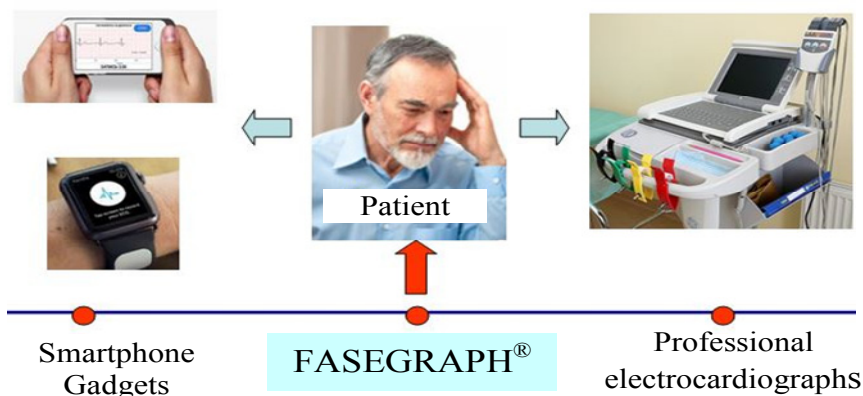 Patient
Smartphone
Gadgets
FASEGRAPH®
Professional
electrocardiographs